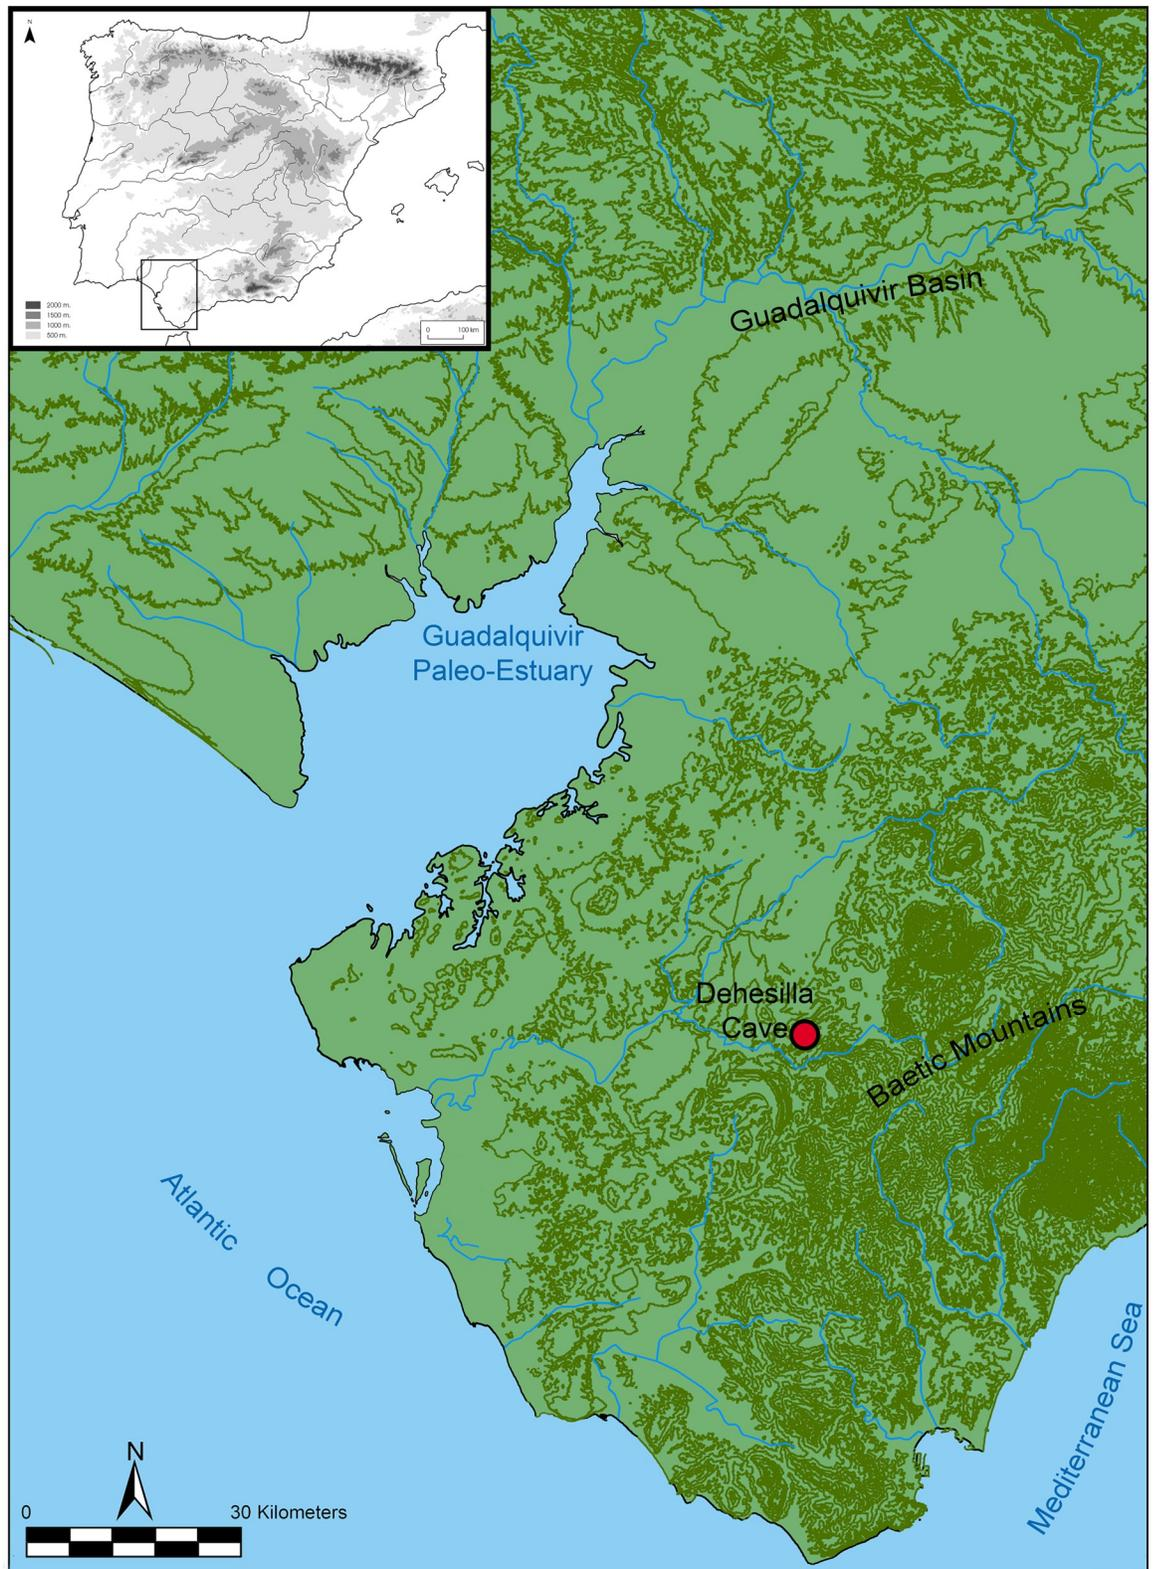 N
2000 m.
1500 m.
1000 m.
500 m.
0 100 km
Guadalquivir Basin
Guadalquivir
Paleo-Estuary
Dehesilla
Cave
Baetic Mountains
Atlantic Ocean
Mediterranean Sea
N
0 30 Kilometers